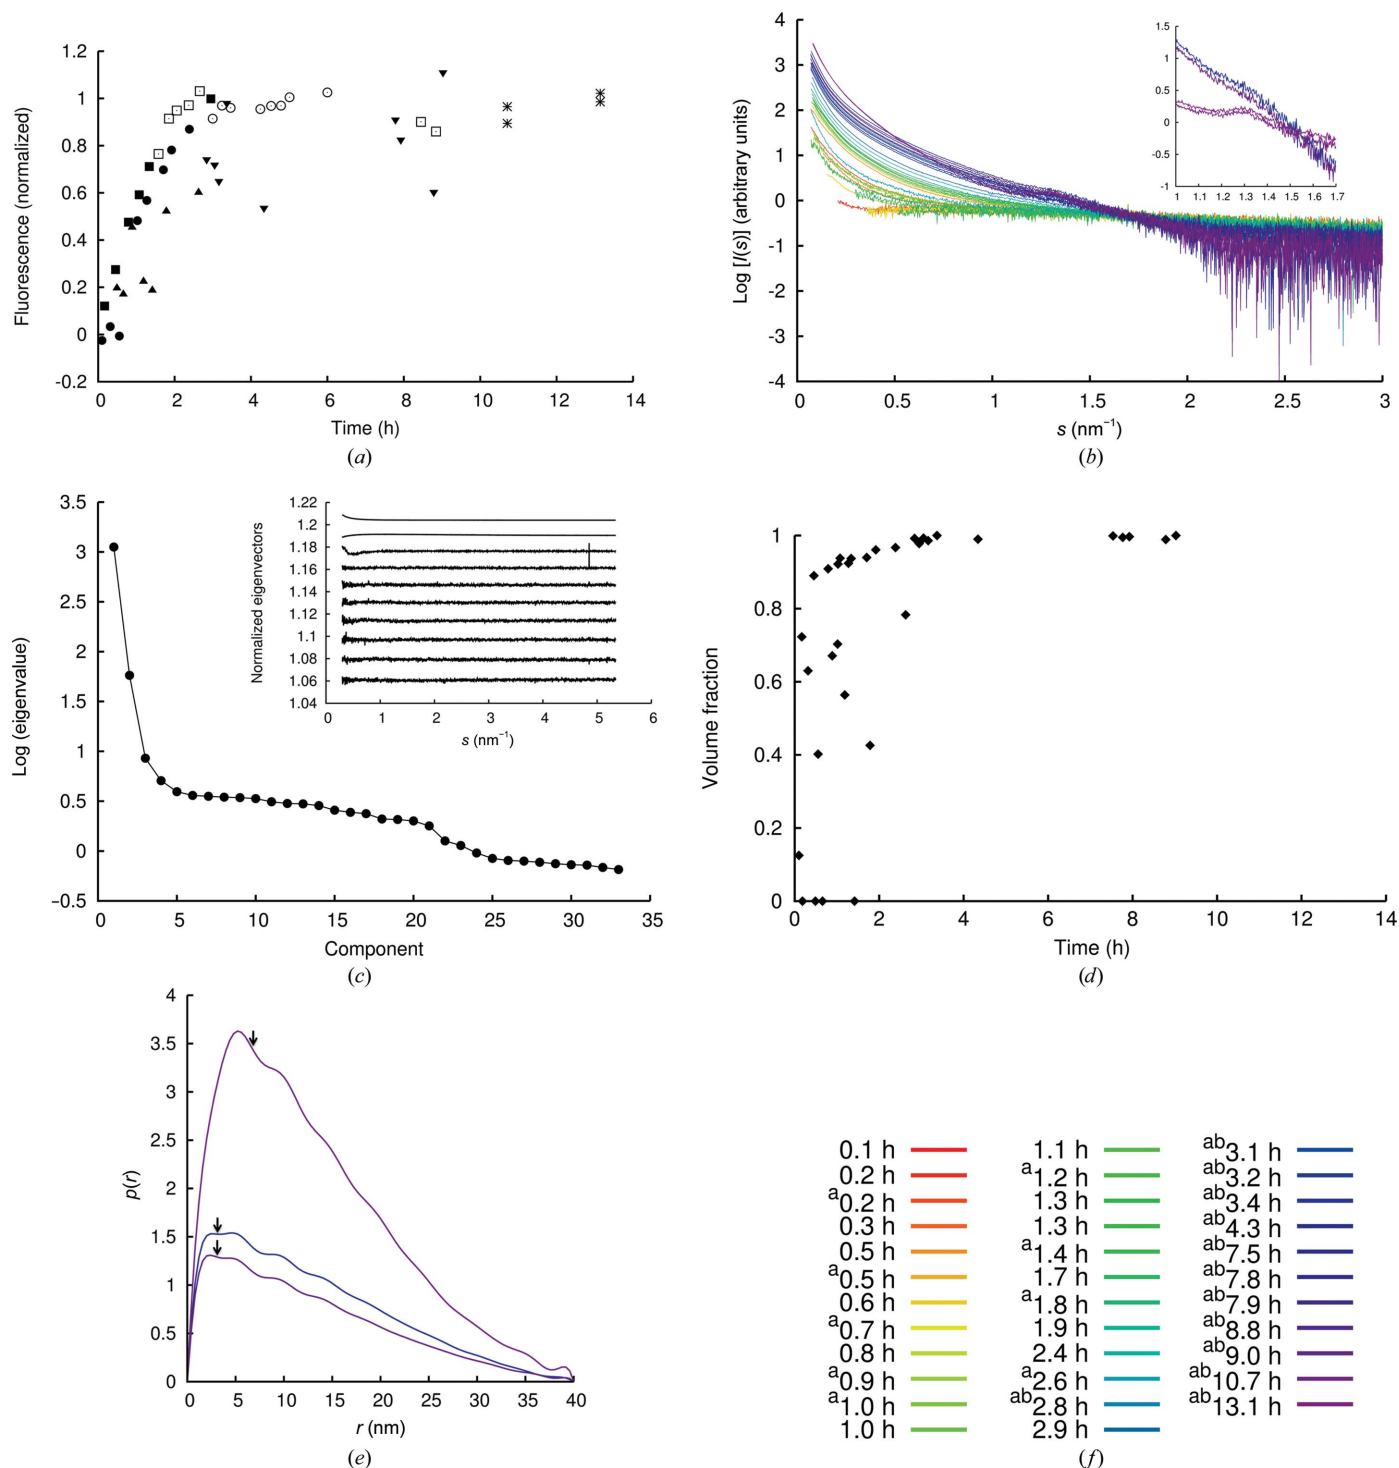 1.2
1
0.8
0.6
0.4
0.2
0
-0.2
Fluorescence (normalized)
0 2 4 6 8 10 12 14
Time (h)
(a)
4
3
2
1
0
-1
-2
-3
-4
Log [I(s)] (arbitrary units)
0 0.5 1 1.5 2 2.5 3
s (nm⁻¹)
1.5
1
0.5
0
-0.5
-1
1 1.1 1.2 1.3 1.4 1.5 1.6 1.7
(b)
3.5
3
2.5
2
1.5
1
0.5
0
-0.5
Log (eigenvalue)
0 5 10 15 20 25 30 35
Component
1.22
1.2
1.18
1.16
1.14
1.12
1.1
1.08
1.06
1.04
Normalized eigenvectors
0 1 2 3 4 5 6
s (nm⁻¹)
(c)
1
0.8
0.6
0.4
0.2
0
Volume fraction
0 2 4 6 8 10 12 14
Time (h)
(d)
4
3.5
3
2.5
2
1.5
1
0.5
0
p(r)
0 5 10 15 20 25 30 35 40
r (nm)
(e)
0.1 h
0.2 h
ᵃ0.2 h
0.3 h
0.5 h
ᵃ0.5 h
0.6 h
ᵃ0.7 h
0.8 h
ᵃ0.9 h
ᵃ1.0 h
1.0 h
1.1 h
ᵃ1.2 h
1.3 h
1.3 h
ᵃ1.4 h
1.7 h
ᵃ1.8 h
1.9 h
2.4 h
ᵃ2.6 h
ᵃᵇ2.8 h
2.9 h
ᵃᵇ3.1 h
ᵃᵇ3.2 h
ᵃᵇ3.4 h
ᵃᵇ4.3 h
ᵃᵇ7.5 h
ᵃᵇ7.8 h
ᵃᵇ7.9 h
ᵃᵇ8.8 h
ᵃᵇ9.0 h
ᵃᵇ10.7 h
ᵃᵇ13.1 h
(f)